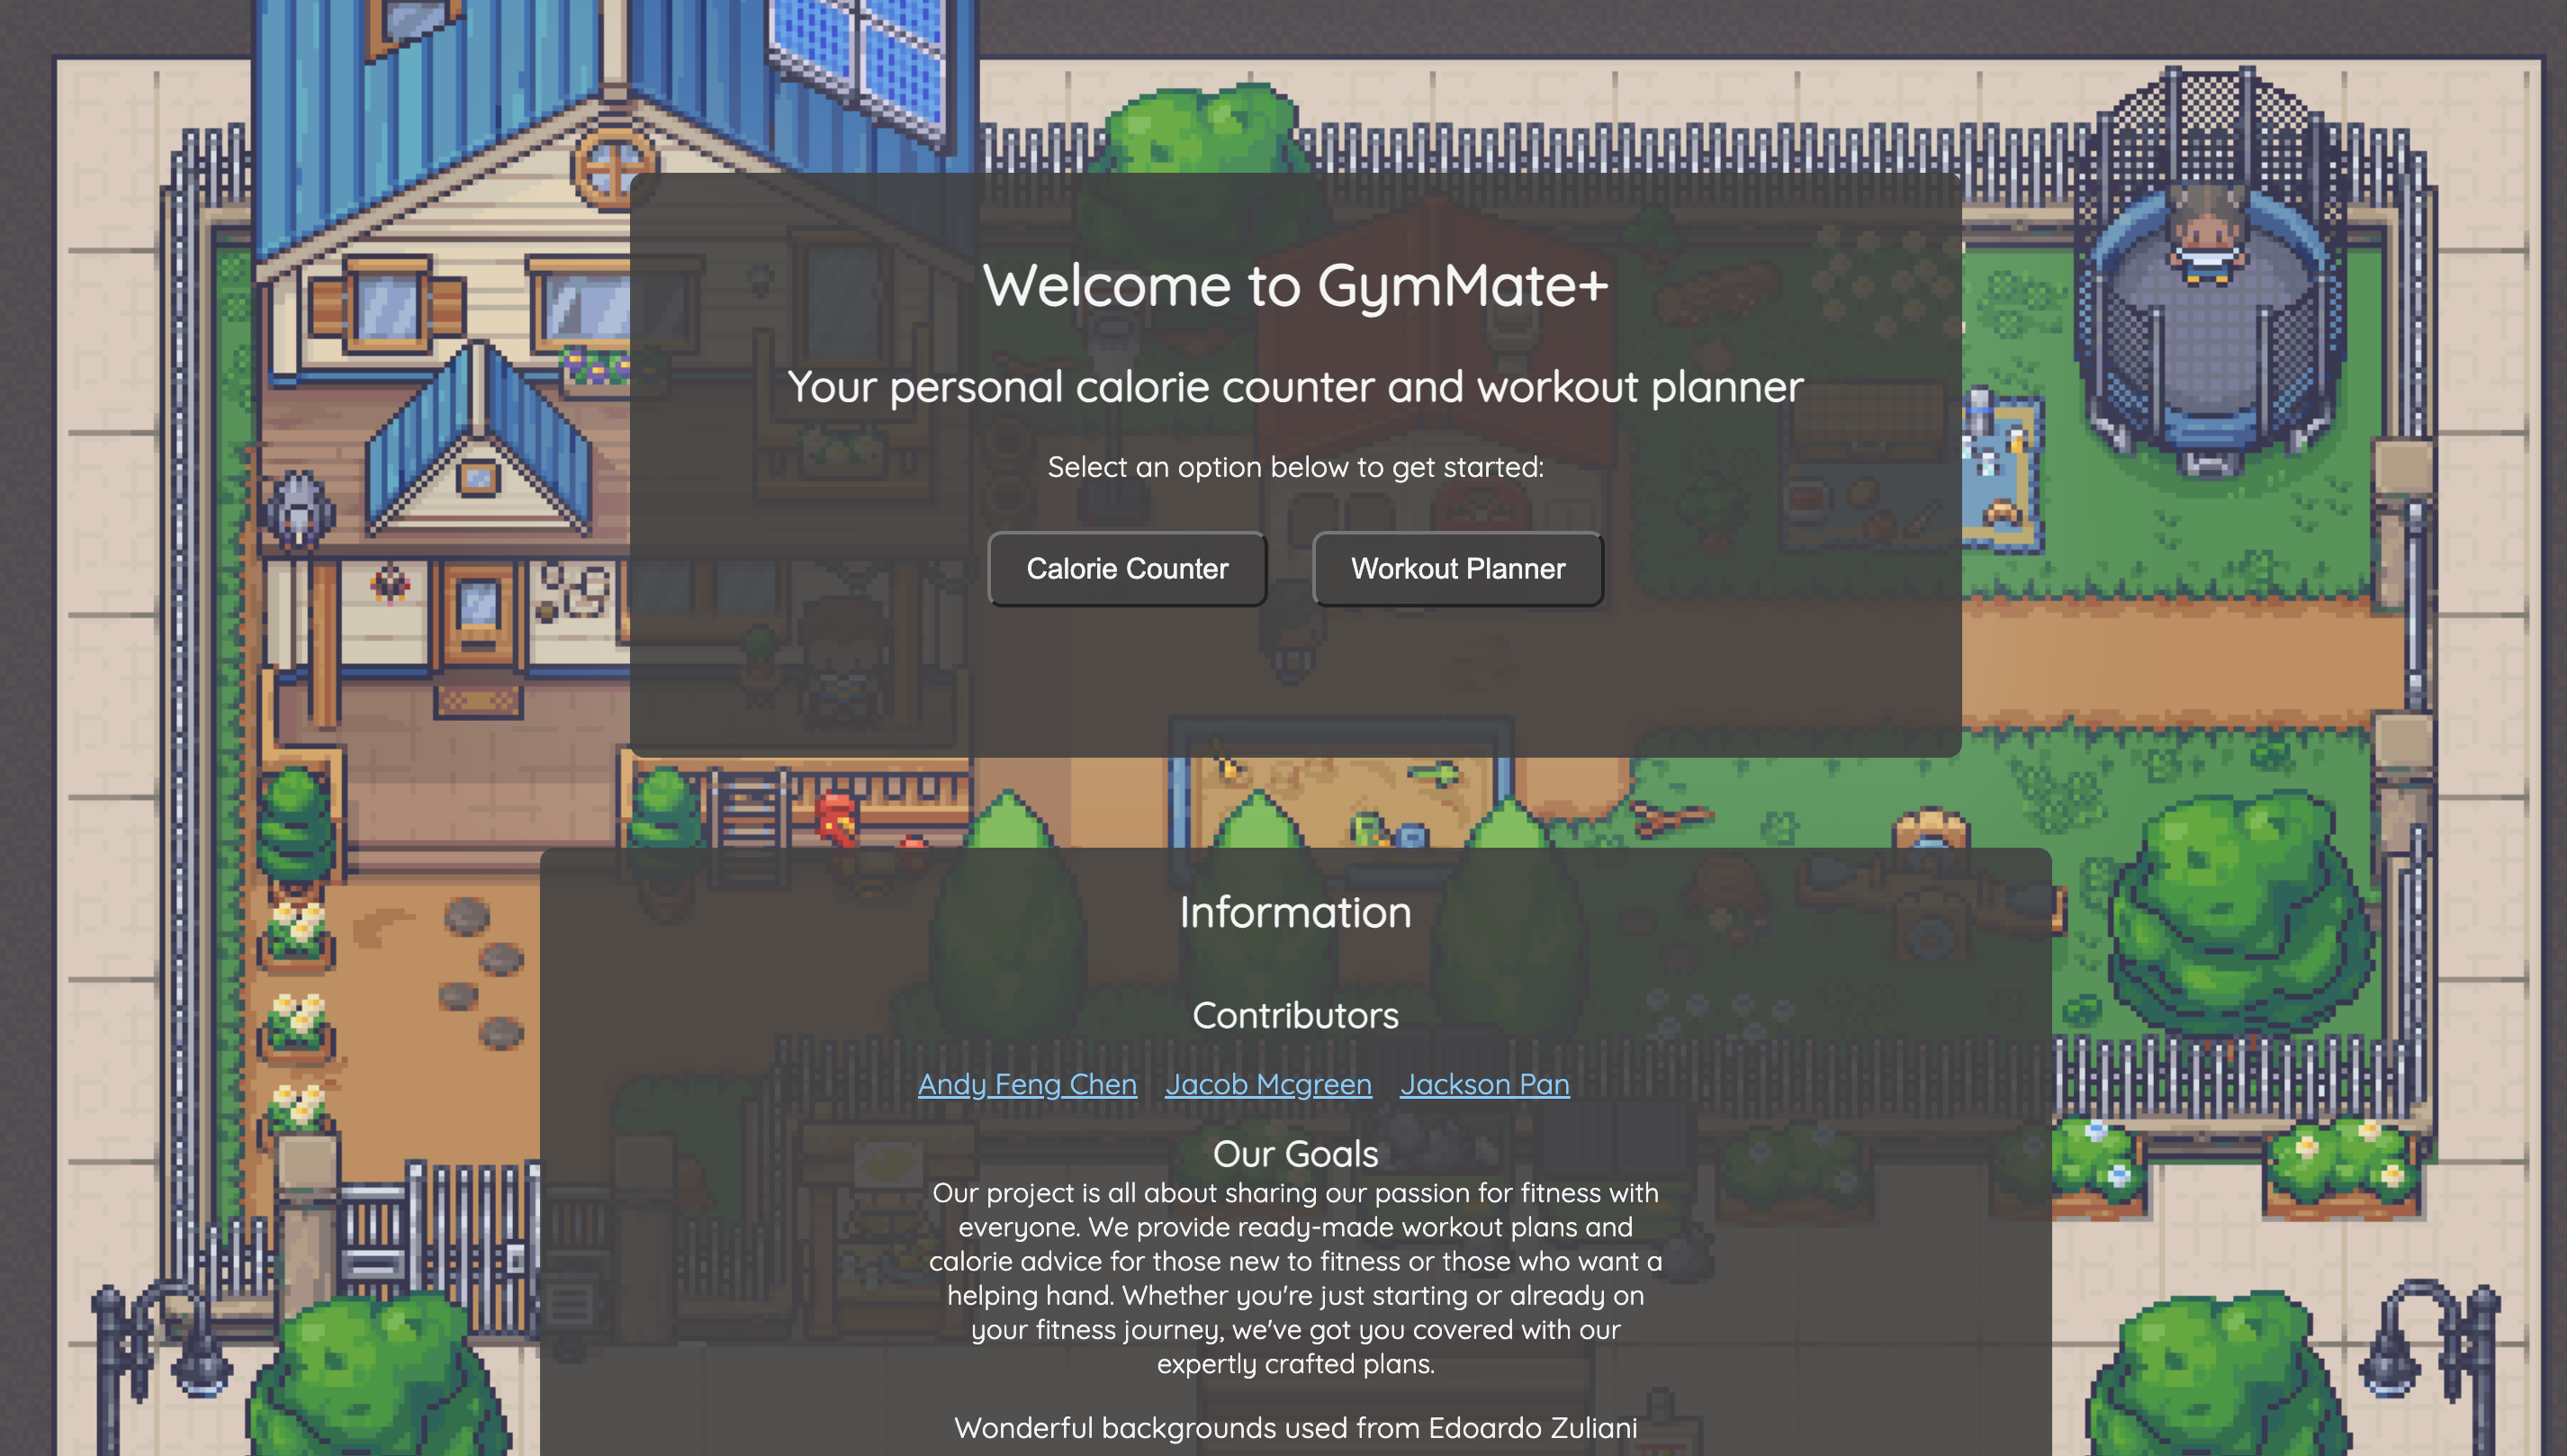 Welcome to GymMate+
Your personal calorie counter and workout planner
Select an option below to get started:
Calorie Counter
Workout Planner
Information
Contributors
Andy Feng Chen Jacob Mcgreen Jackson Pan
Our Goals
Our project is all about sharing our passion for fitness with
everyone. We provide ready-made workout plans and
calorie advice for those new to fitness or those who want a
helping hand. Whether you're just starting or already on
your fitness journey, we've got you covered with our
expertly crafted plans.
Wonderful backgrounds used from Edoardo Zuliani